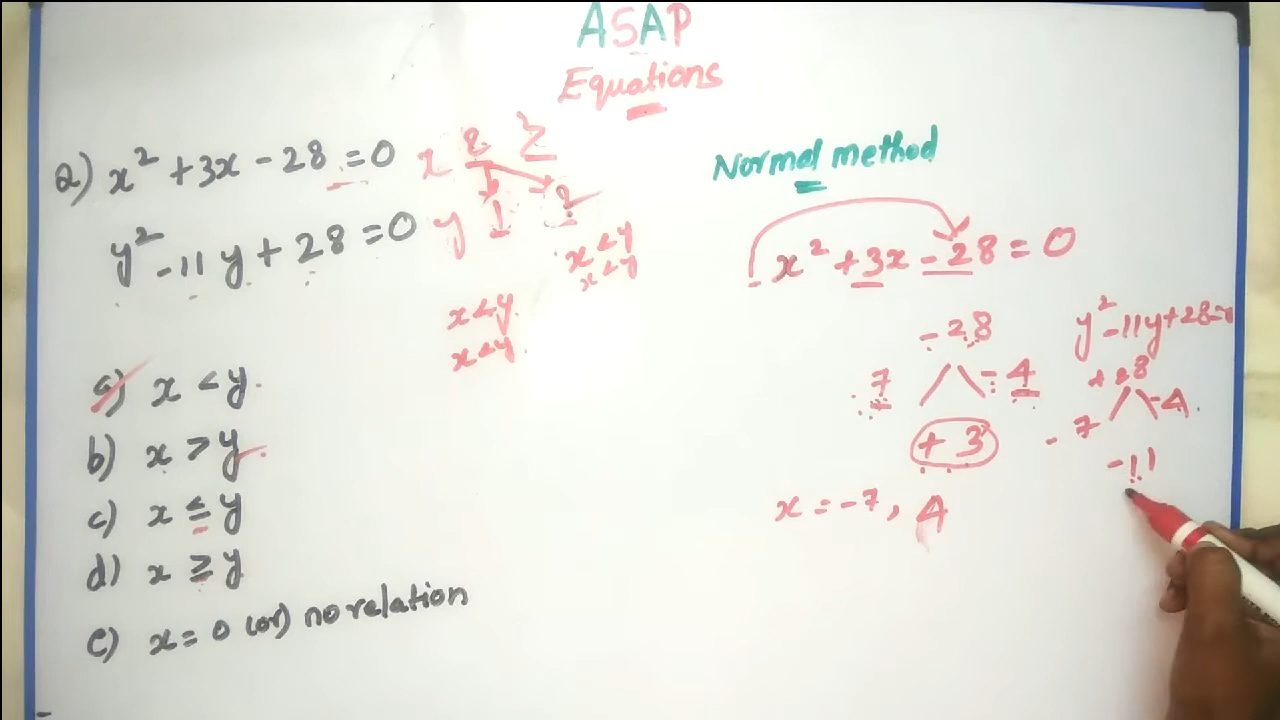 ASAP
Equations
Q) x² + 3x - 28 = 0
y² - 11y + 28 = 0
x
y
x < y
x < y
x < y.
x < y.
a) x < y.
b) x > y.
c) x ≤ y
d) x ≥ y
e) x = 0 (or) no relation
Normal method
x² + 3x - 28 = 0
- 28
7 - 4
+ 3
x = -7, 4
y² - 11y + 28 = 0
+ 28
- 7 - 4
- 11